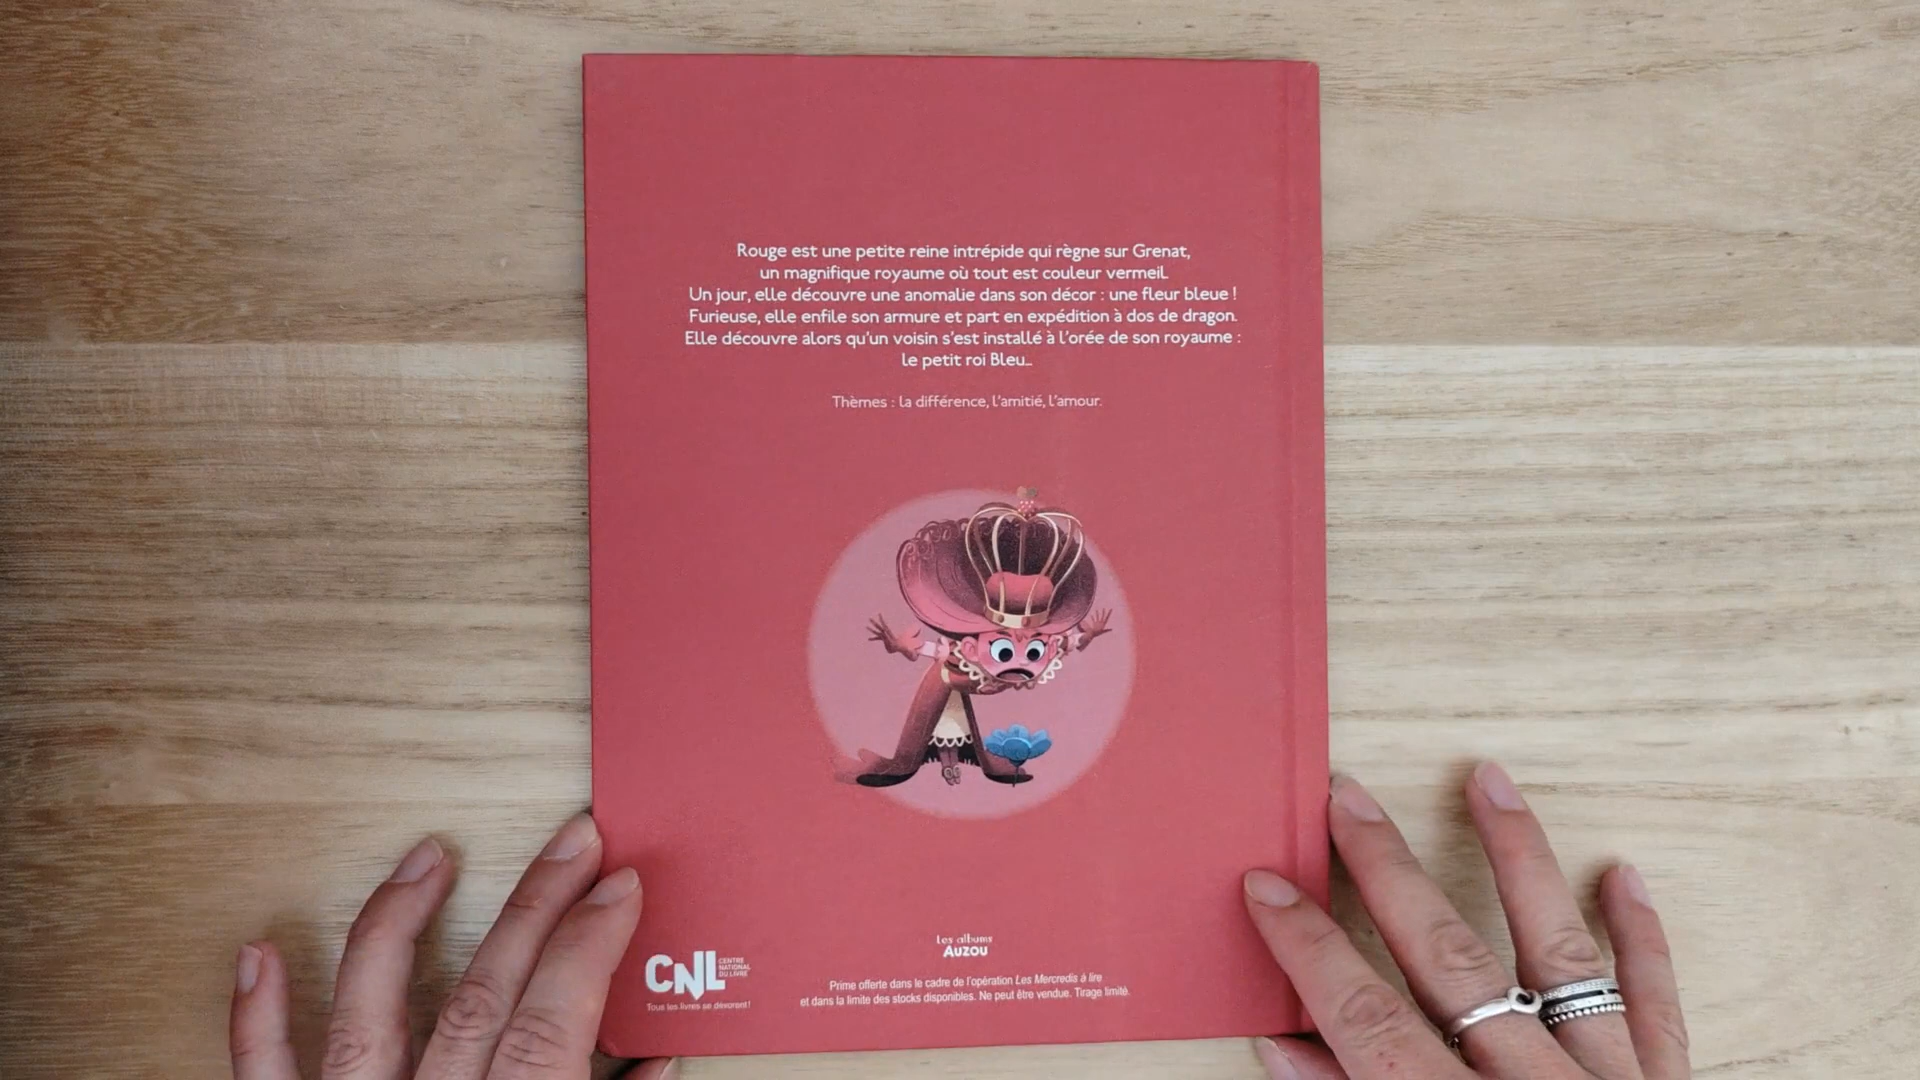 Rouge est une petite reine intrépide qui règne sur Grenat,
un magnifique royaume où tout est couleur vermeil.
Un jour, elle découvre une anomalie dans son décor : une fleur bleue !
Furieuse, elle enfile son armure et part en expédition à dos de dragon.
Elle découvre alors qu'un voisin s'est installé à l'orée de son royaume :
le petit roi Bleu...
Thèmes : la différence, l'amitié, l'amour.
CNL
CENTRE
NATIONAL
DU LIVRE
Tous les livres se dévorent !
Les albums
AUZOU
Prime offerte dans le cadre de l'opération Les Mercredis à lire
et dans la limite des stocks disponibles. Ne peut être vendue. Tirage limité.